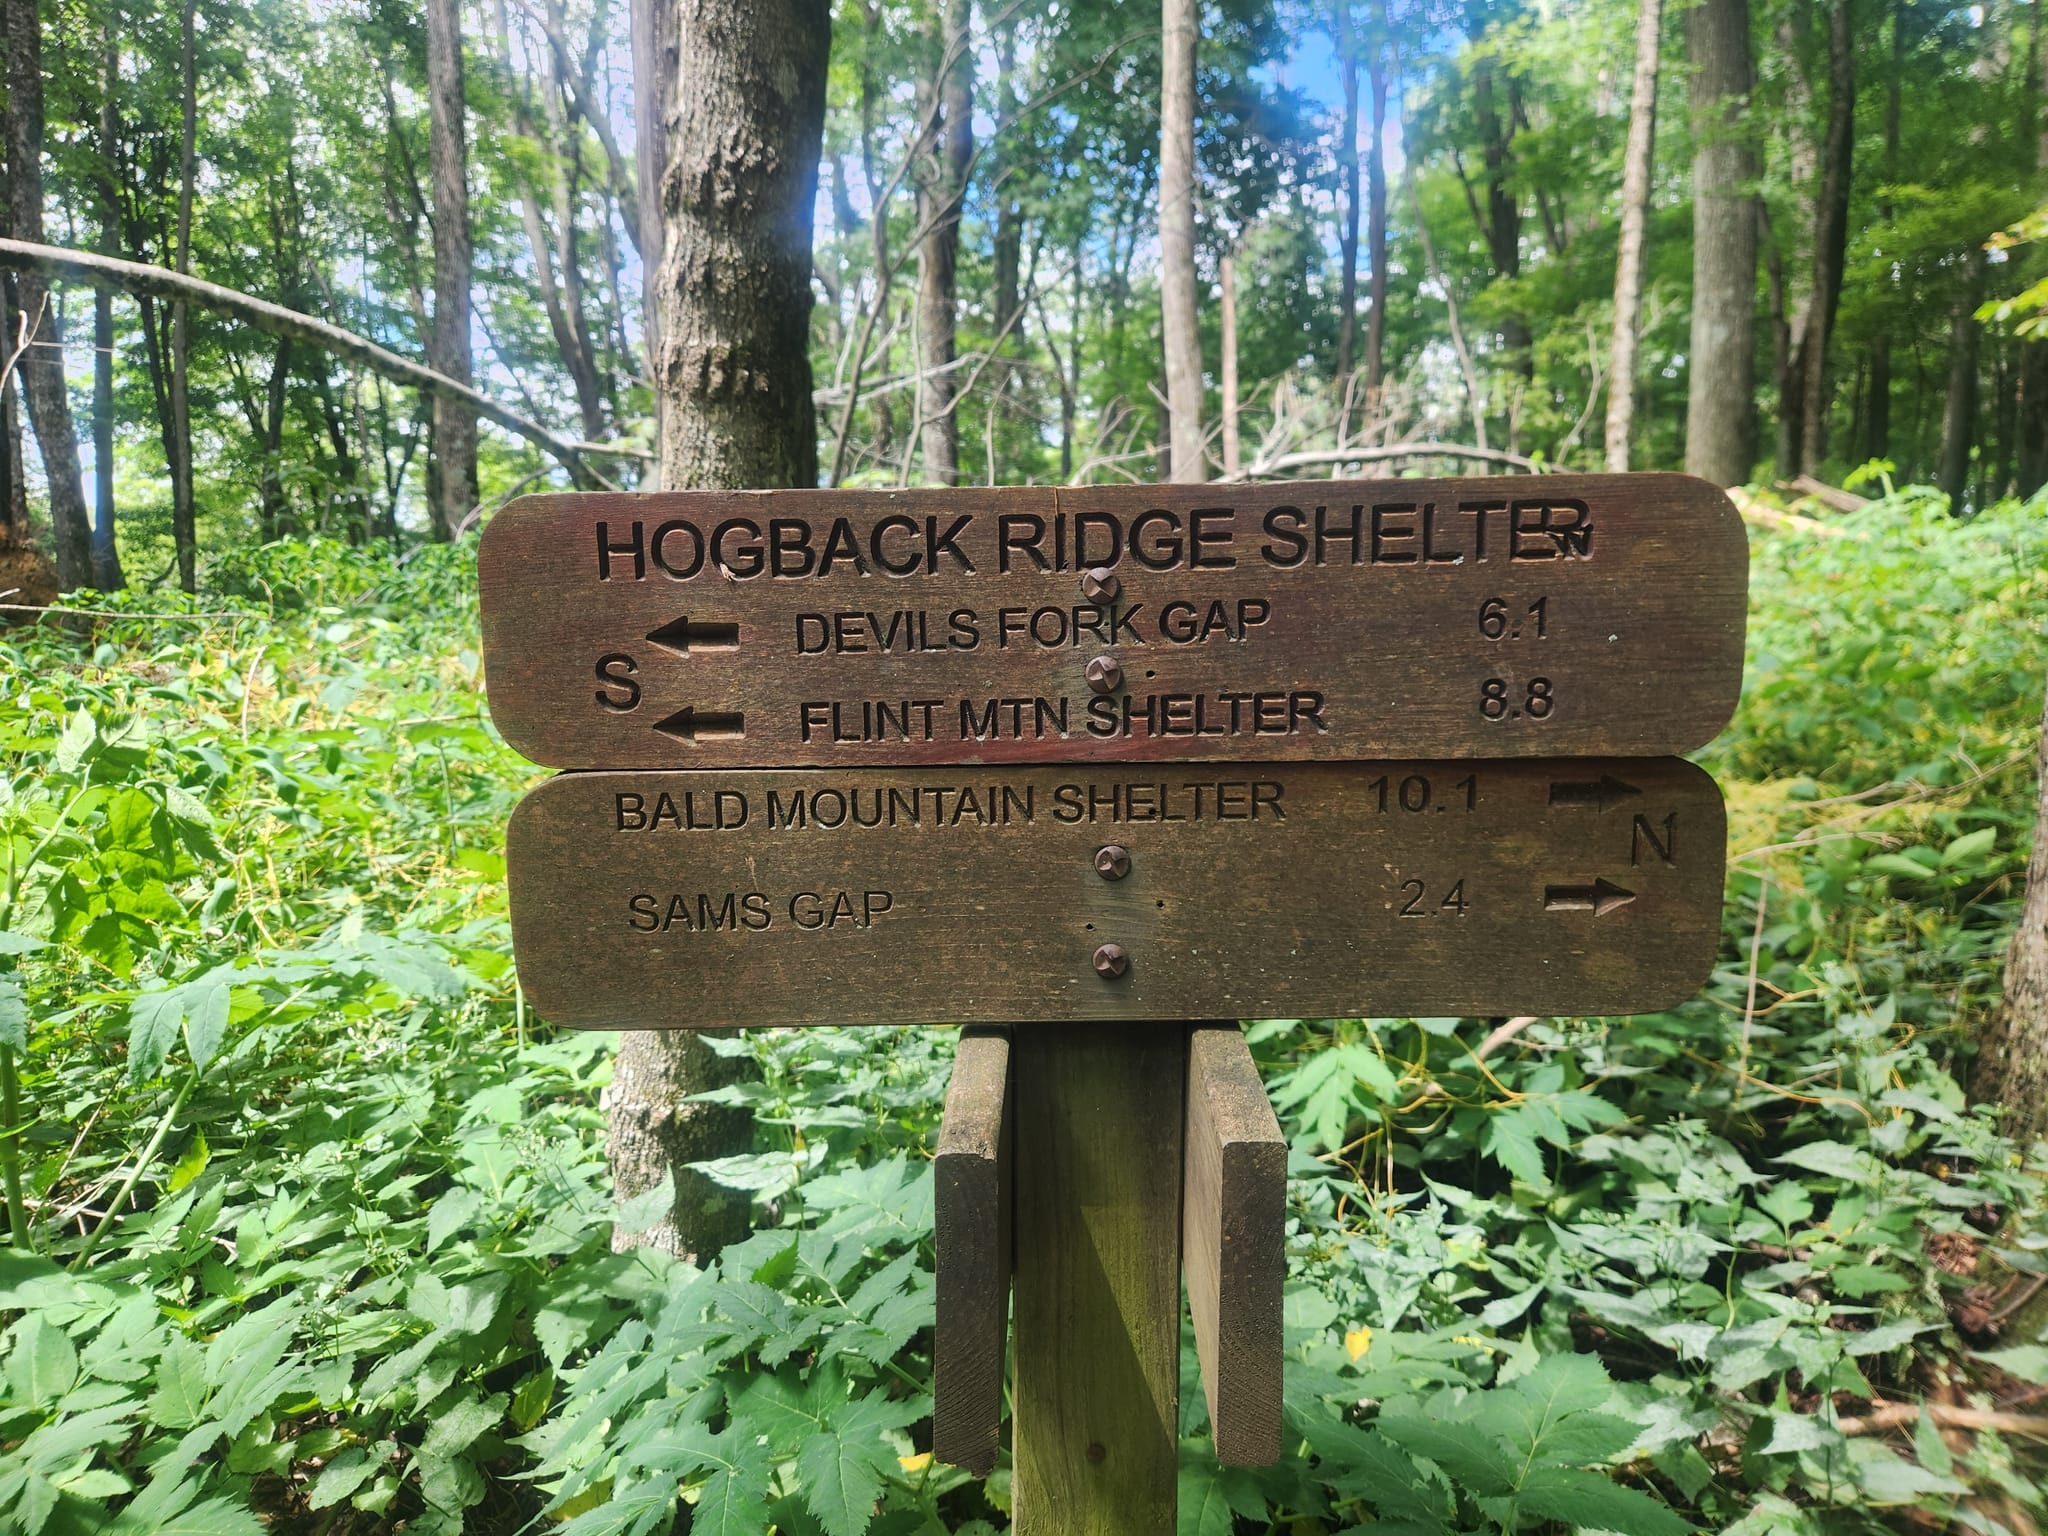 HOGBACK RIDGE SHELTER
DEVILS FORK GAP 6.1
S
FLINT MTN SHELTER 8.8
BALD MOUNTAIN SHELTER 10.1
N
SAMS GAP 2.4